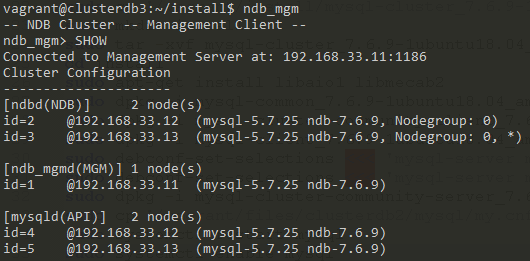 vagrant@clusterdb3:~/install$ ndb_mgm
-- NDB Cluster -- Management Client --
ndb_mgm> SHOW
Connected to Management Server at: 192.168.33.11:1186
Cluster Configuration
---------------------
[ndbd(NDB)]     2 node(s)
id=2    @192.168.33.12  (mysql-5.7.25 ndb-7.6.9, Nodegroup: 0)
id=3    @192.168.33.13  (mysql-5.7.25 ndb-7.6.9, Nodegroup: 0, *)
[ndb_mgmd(MGM)] 1 node(s)
id=1    @192.168.33.11  (mysql-5.7.25 ndb-7.6.9)
[mysqld(API)]   2 node(s)
id=4    @192.168.33.12  (mysql-5.7.25 ndb-7.6.9)
id=5    @192.168.33.13  (mysql-5.7.25 ndb-7.6.9)